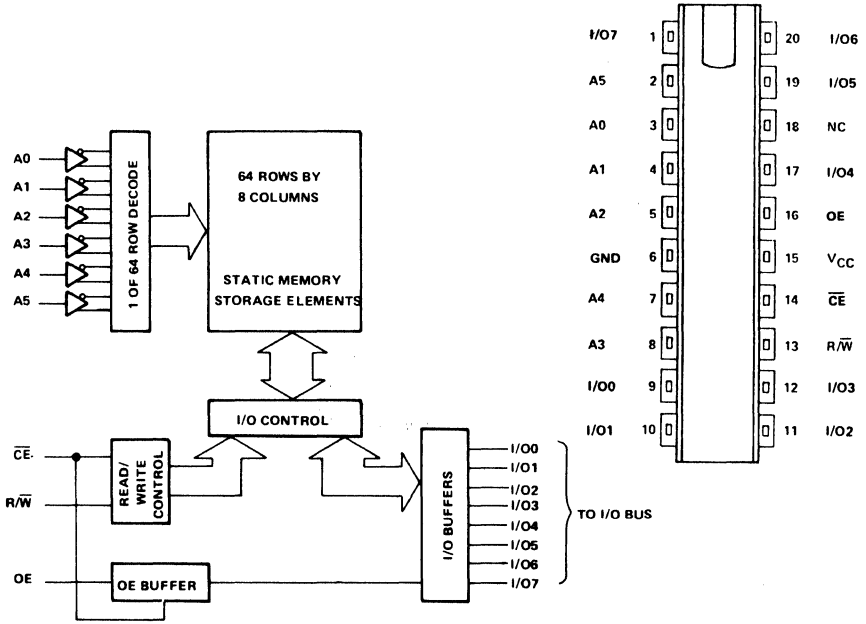 I/O7 1
A5 2
A0 3
A1 4
A2 5
GND 6
A4 7
A3 8
I/O0 9
I/O1 10
20 I/O6
19 I/O5
18 NC
17 I/O4
16 OE
15 VCC
14 C̅E̅
13 R/W̅
12 I/O3
11 I/O2
A0
A1
A2
A3
A4
A5
1 OF 64 ROW DECODE
64 ROWS BY
8 COLUMNS
STATIC MEMORY
STORAGE ELEMENTS
I/O CONTROL
C̅E̅
R/W̅
OE
READ/
WRITE
CONTROL
OE BUFFER
I/O BUFFERS
I/O0
I/O1
I/O2
I/O3
I/O4
I/O5
I/O6
I/O7
TO I/O BUS